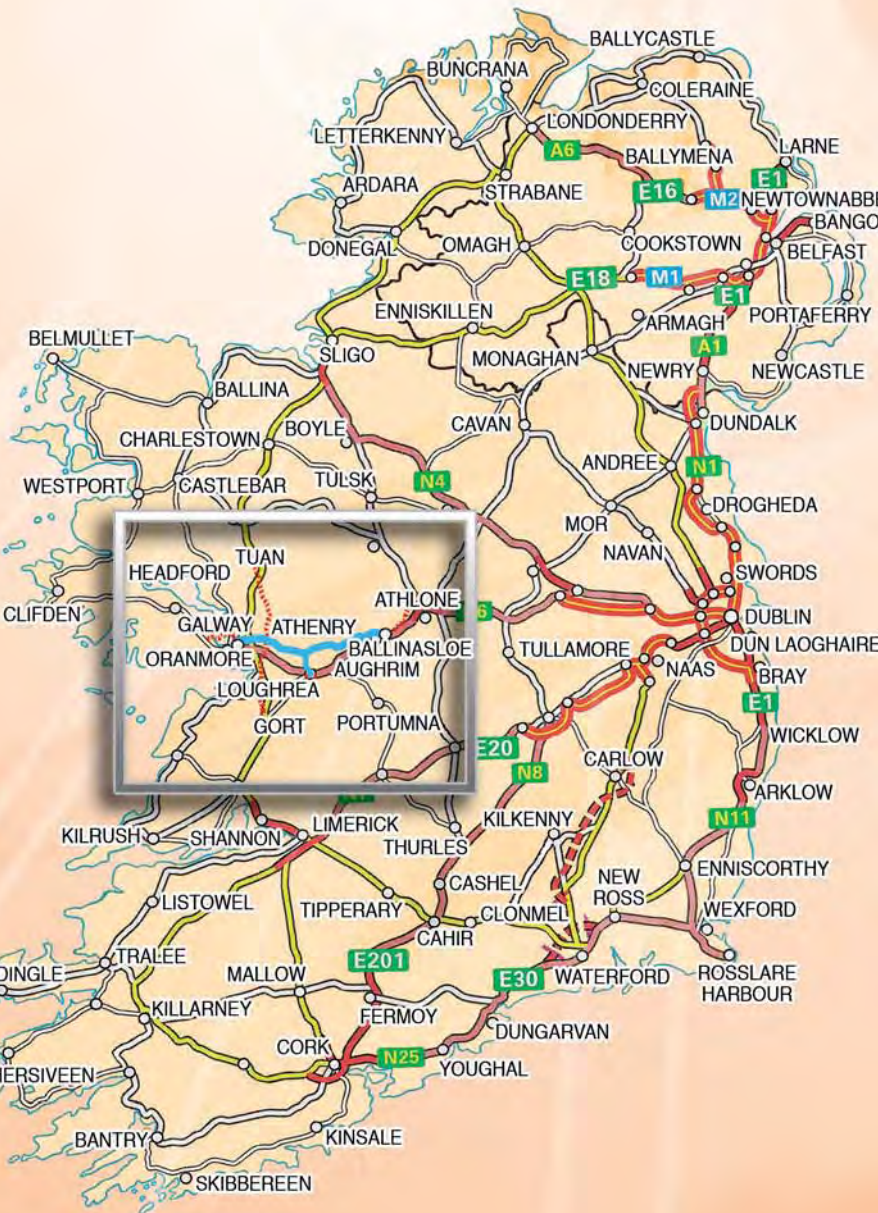 BALLYCASTLE
BUNCRANA
COLERAINE
LONDONDERRY
LETTERKENNY
A6
BALLYMENA
LARNE
STRABANE
E16
M2
E1
NEWTOWNABBE
ARDARA
BANGO
DONEGAL
OMAGH
COOKSTOWN
BELFAST
E18
M1
E1
ENNISKILLEN
ARMAGH
PORTAFERRY
BELMULLET
SLIGO
MONAGHAN
A1
NEWRY
NEWCASTLE
BALLINA
CAVAN
DUNDALK
CHARLESTOWN
BOYLE
ANDREE
N1
WESTPORT
CASTLEBAR
TULSK
N4
DROGHEDA
MOR
NAVAN
TUAN
HEADFORD
SWORDS
CLIFDEN
ATHLONE
6
DUBLIN
GALWAY
ATHENRY
BALLINASLOE
DUN LAOGHAIRE
ORANMORE
AUGHRIM
TULLAMORE
NAAS
BRAY
LOUGHREA
E1
GORT
PORTUMNA
WICKLOW
E20
N8
CARLOW
ARKLOW
KILRUSH
SHANNON
LIMERICK
KILKENNY
N11
THURLES
ENNISCORTHY
CASHEL
NEW
ROSS
LISTOWEL
TIPPERARY
CLONMEL
WEXFORD
CAHIR
TRALEE
E201
WATERFORD
ROSSLARE
HARBOUR
DINGLE
MALLOW
E30
KILLARNEY
FERMOY
DUNGARVAN
CORK
N25
YOUGHAL
HERSIVEEN
BANTRY
KINSALE
SKIBBEREEN